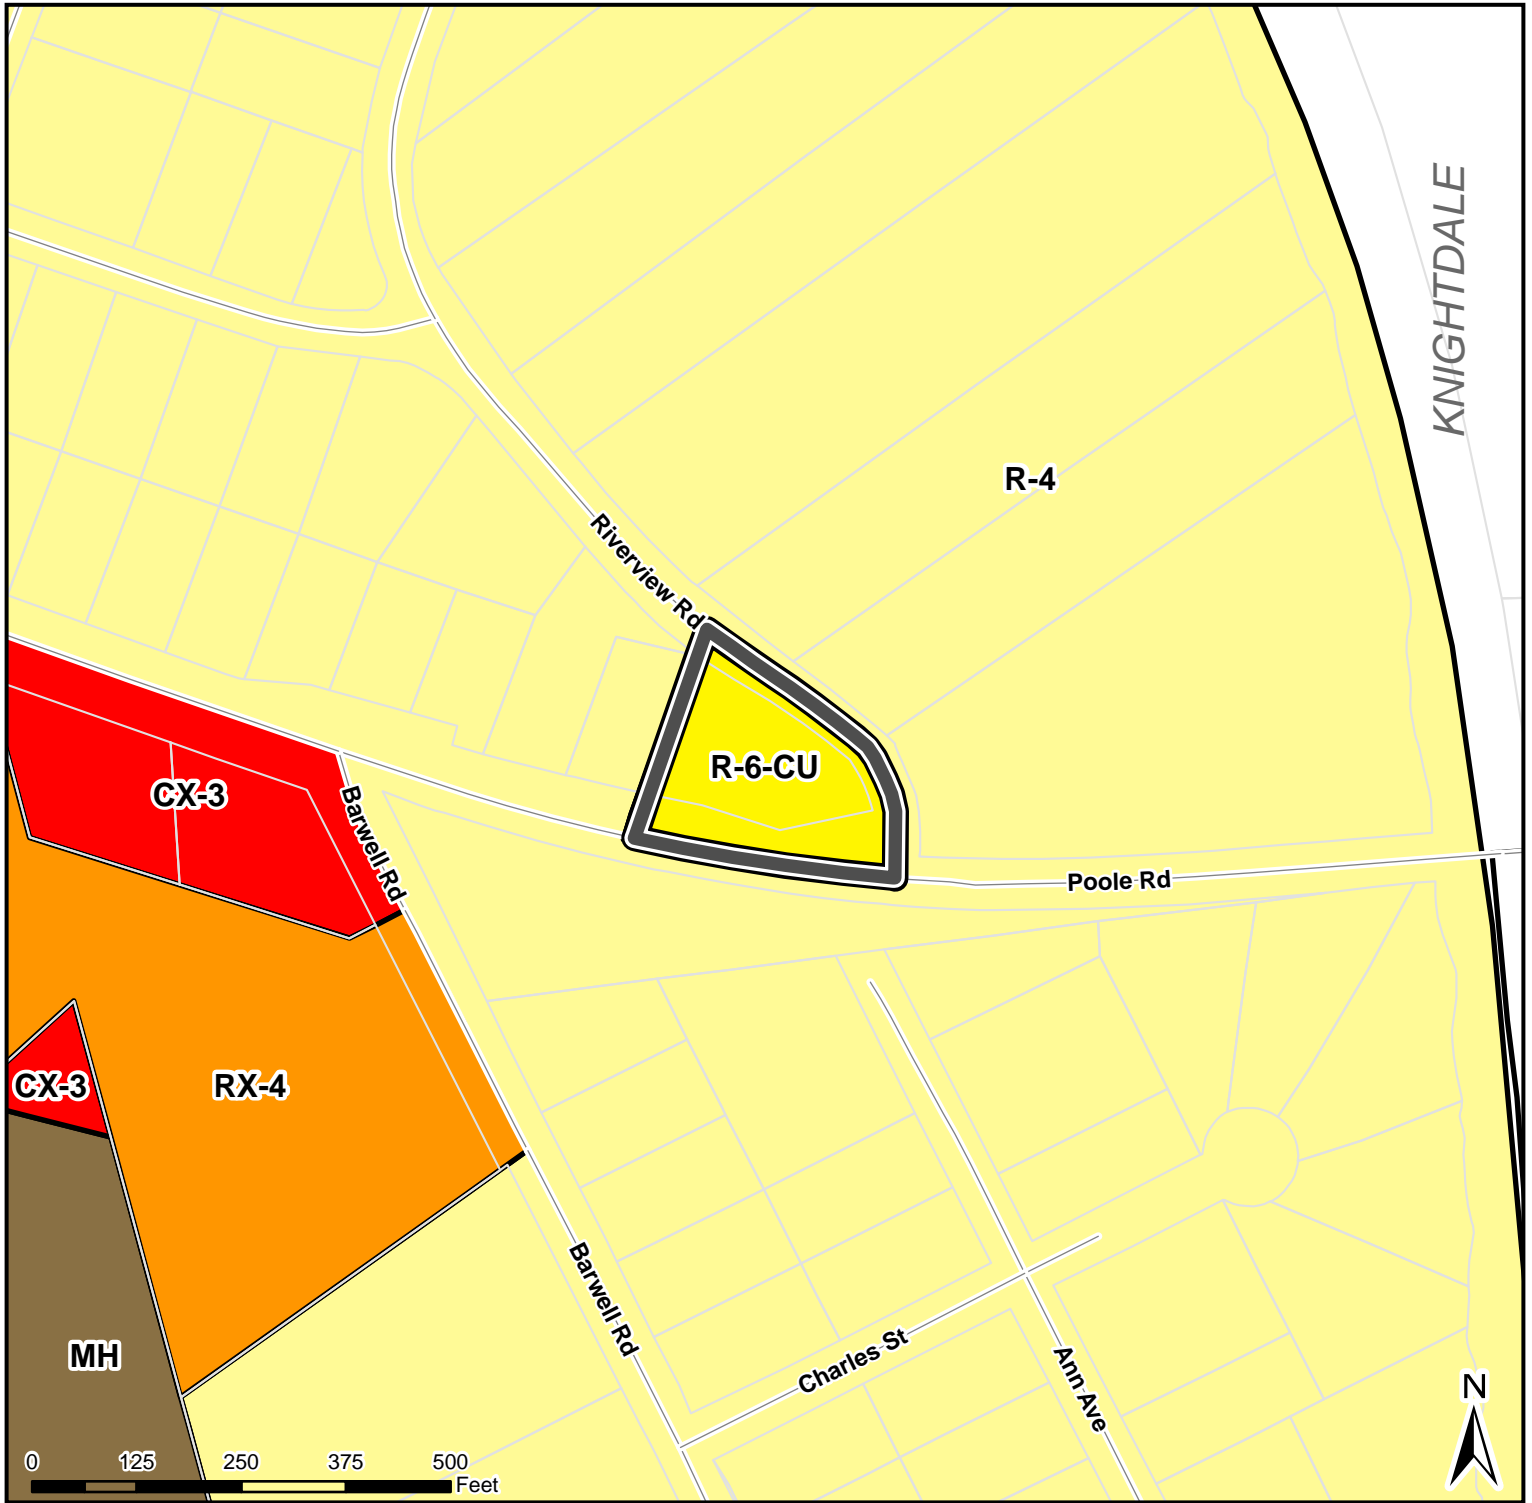 KNIGHTDALE
R-4
Riverview Rd
R-6-CU
CX-3
Barwell Rd
Poole Rd
CX-3
RX-4
Barwell Rd
Charles St
Ann Ave
MH
N
0 125 250 375 500
Feet